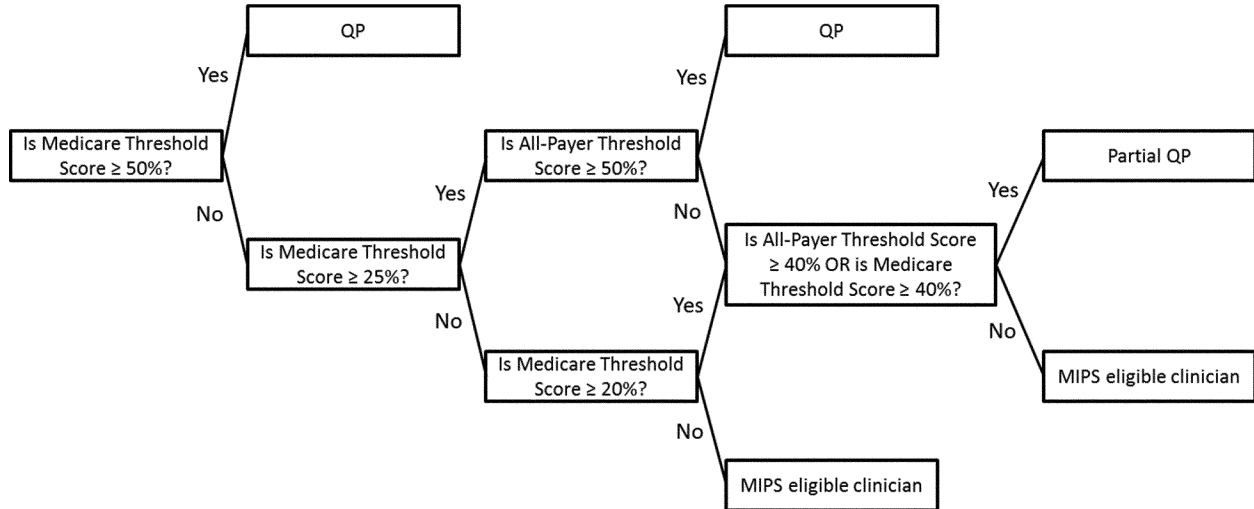 QP
Yes
Is Medicare Threshold
Score ≥ 50%?
No
Is Medicare Threshold
Score ≥ 25%?
Yes
Is All-Payer Threshold
Score ≥ 50%?
Yes
QP
No
No
Is Medicare Threshold
Score ≥ 20%?
Yes
Is All-Payer Threshold Score
≥ 40% OR is Medicare
Threshold Score ≥ 40%?
Yes
Partial QP
No
MIPS eligible clinician
No
MIPS eligible clinician